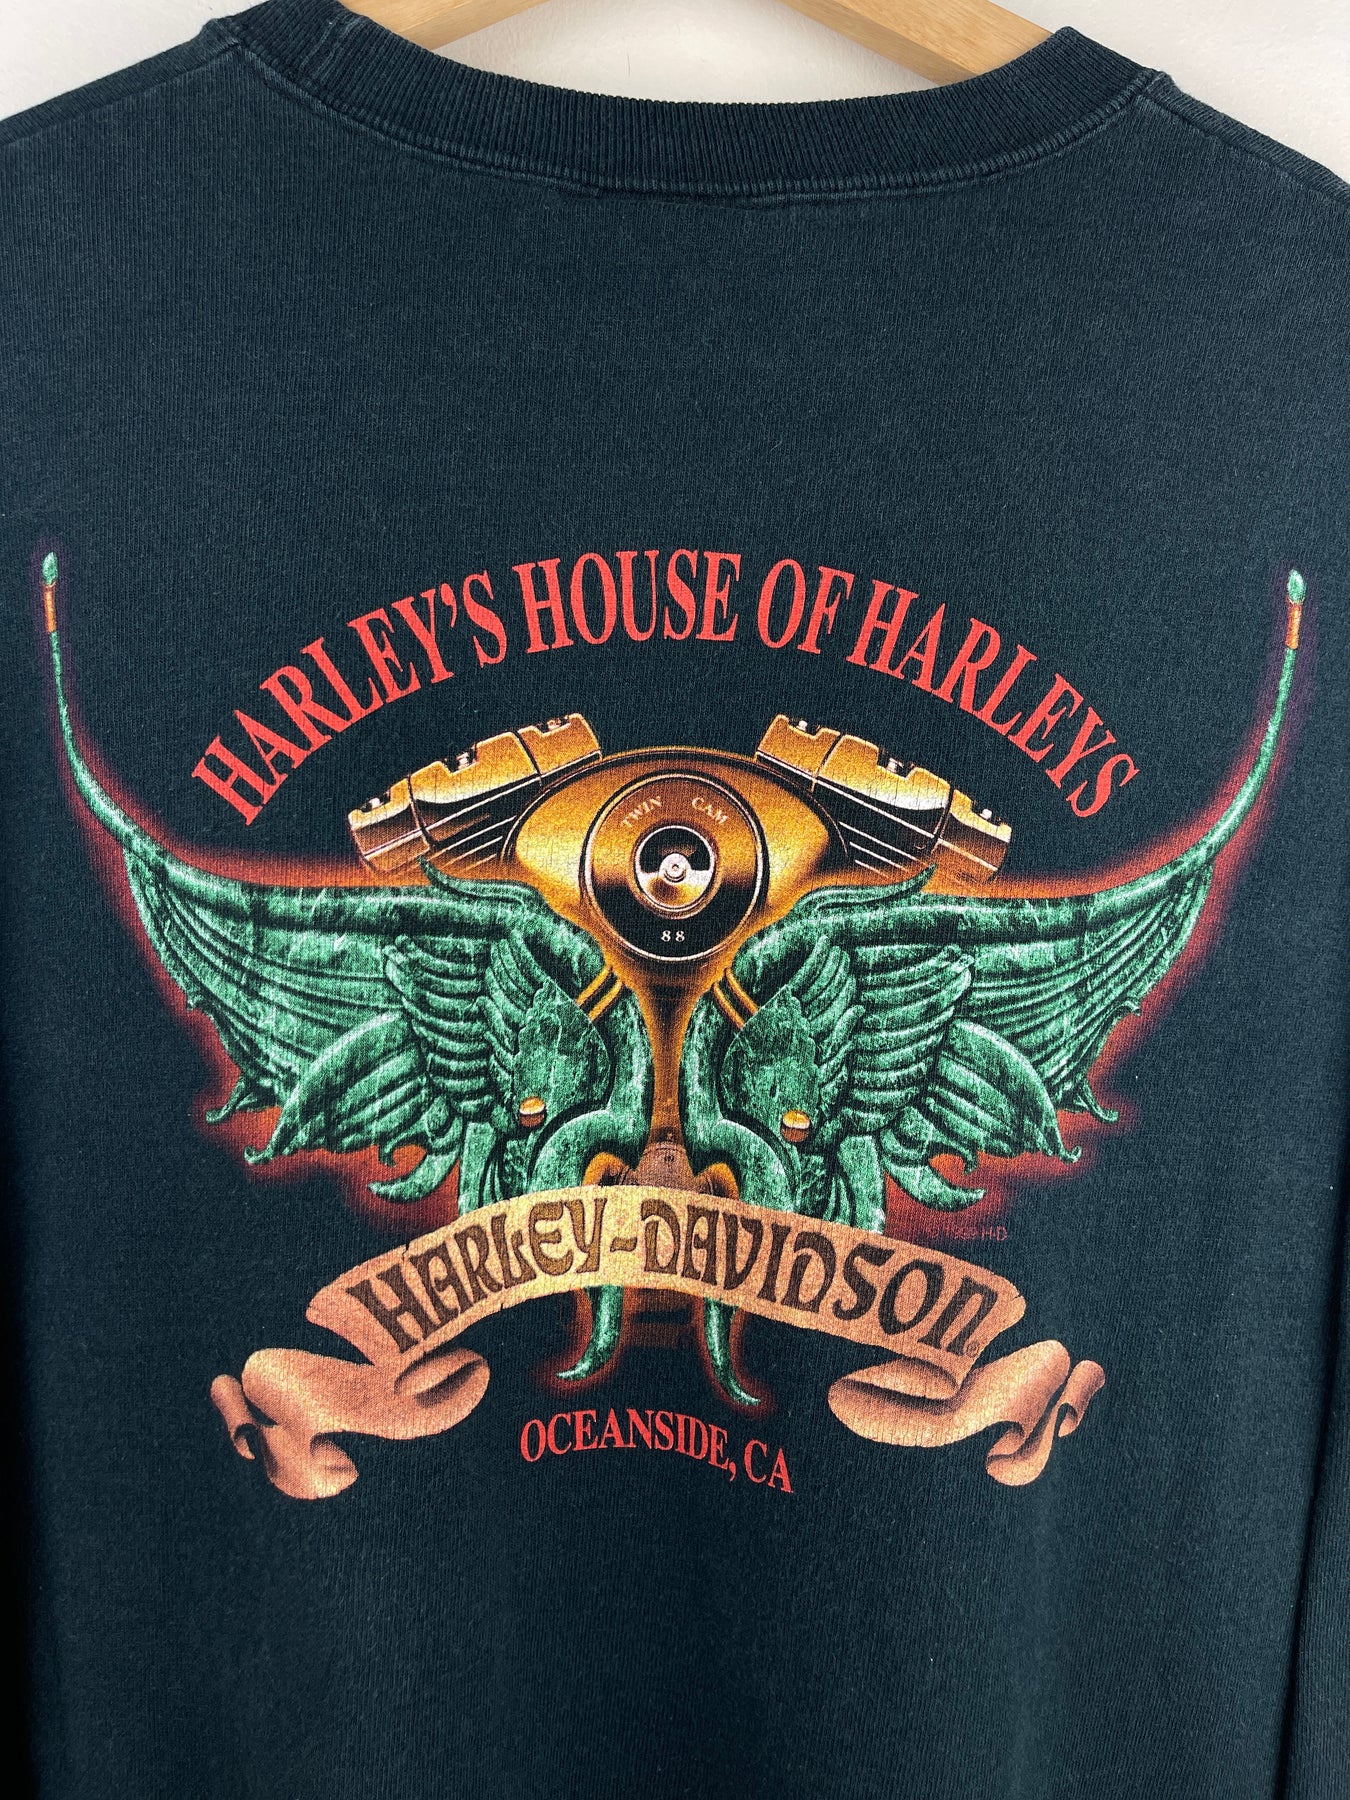 HARLEY'S HOUSE OF HARLEYS
TWIN CAM
88
HARLEY-DAVIDSON®
OCEANSIDE, CA